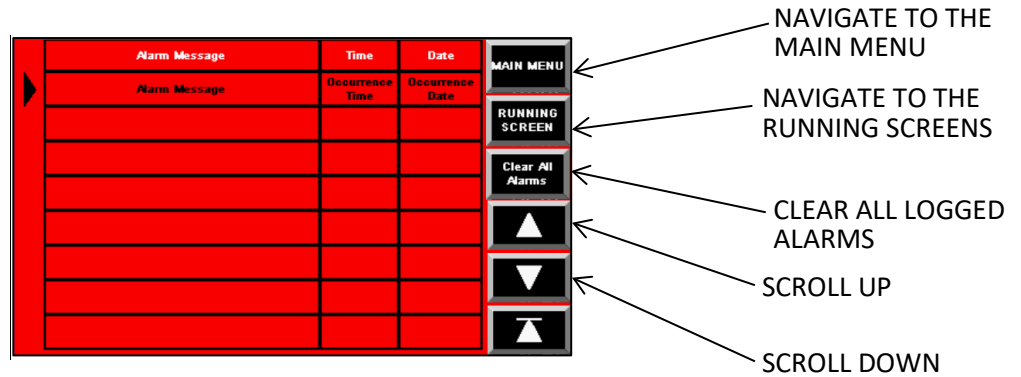 NAVIGATE TO THE
MAIN MENU
Alarm Message Time Date
MAIN MENU
Alarm Message Occurrence Time Occurrence Date
NAVIGATE TO THE
RUNNING SCREENS
RUNNING
SCREEN
Clear All
Alarms
CLEAR ALL LOGGED
ALARMS
SCROLL UP
SCROLL DOWN